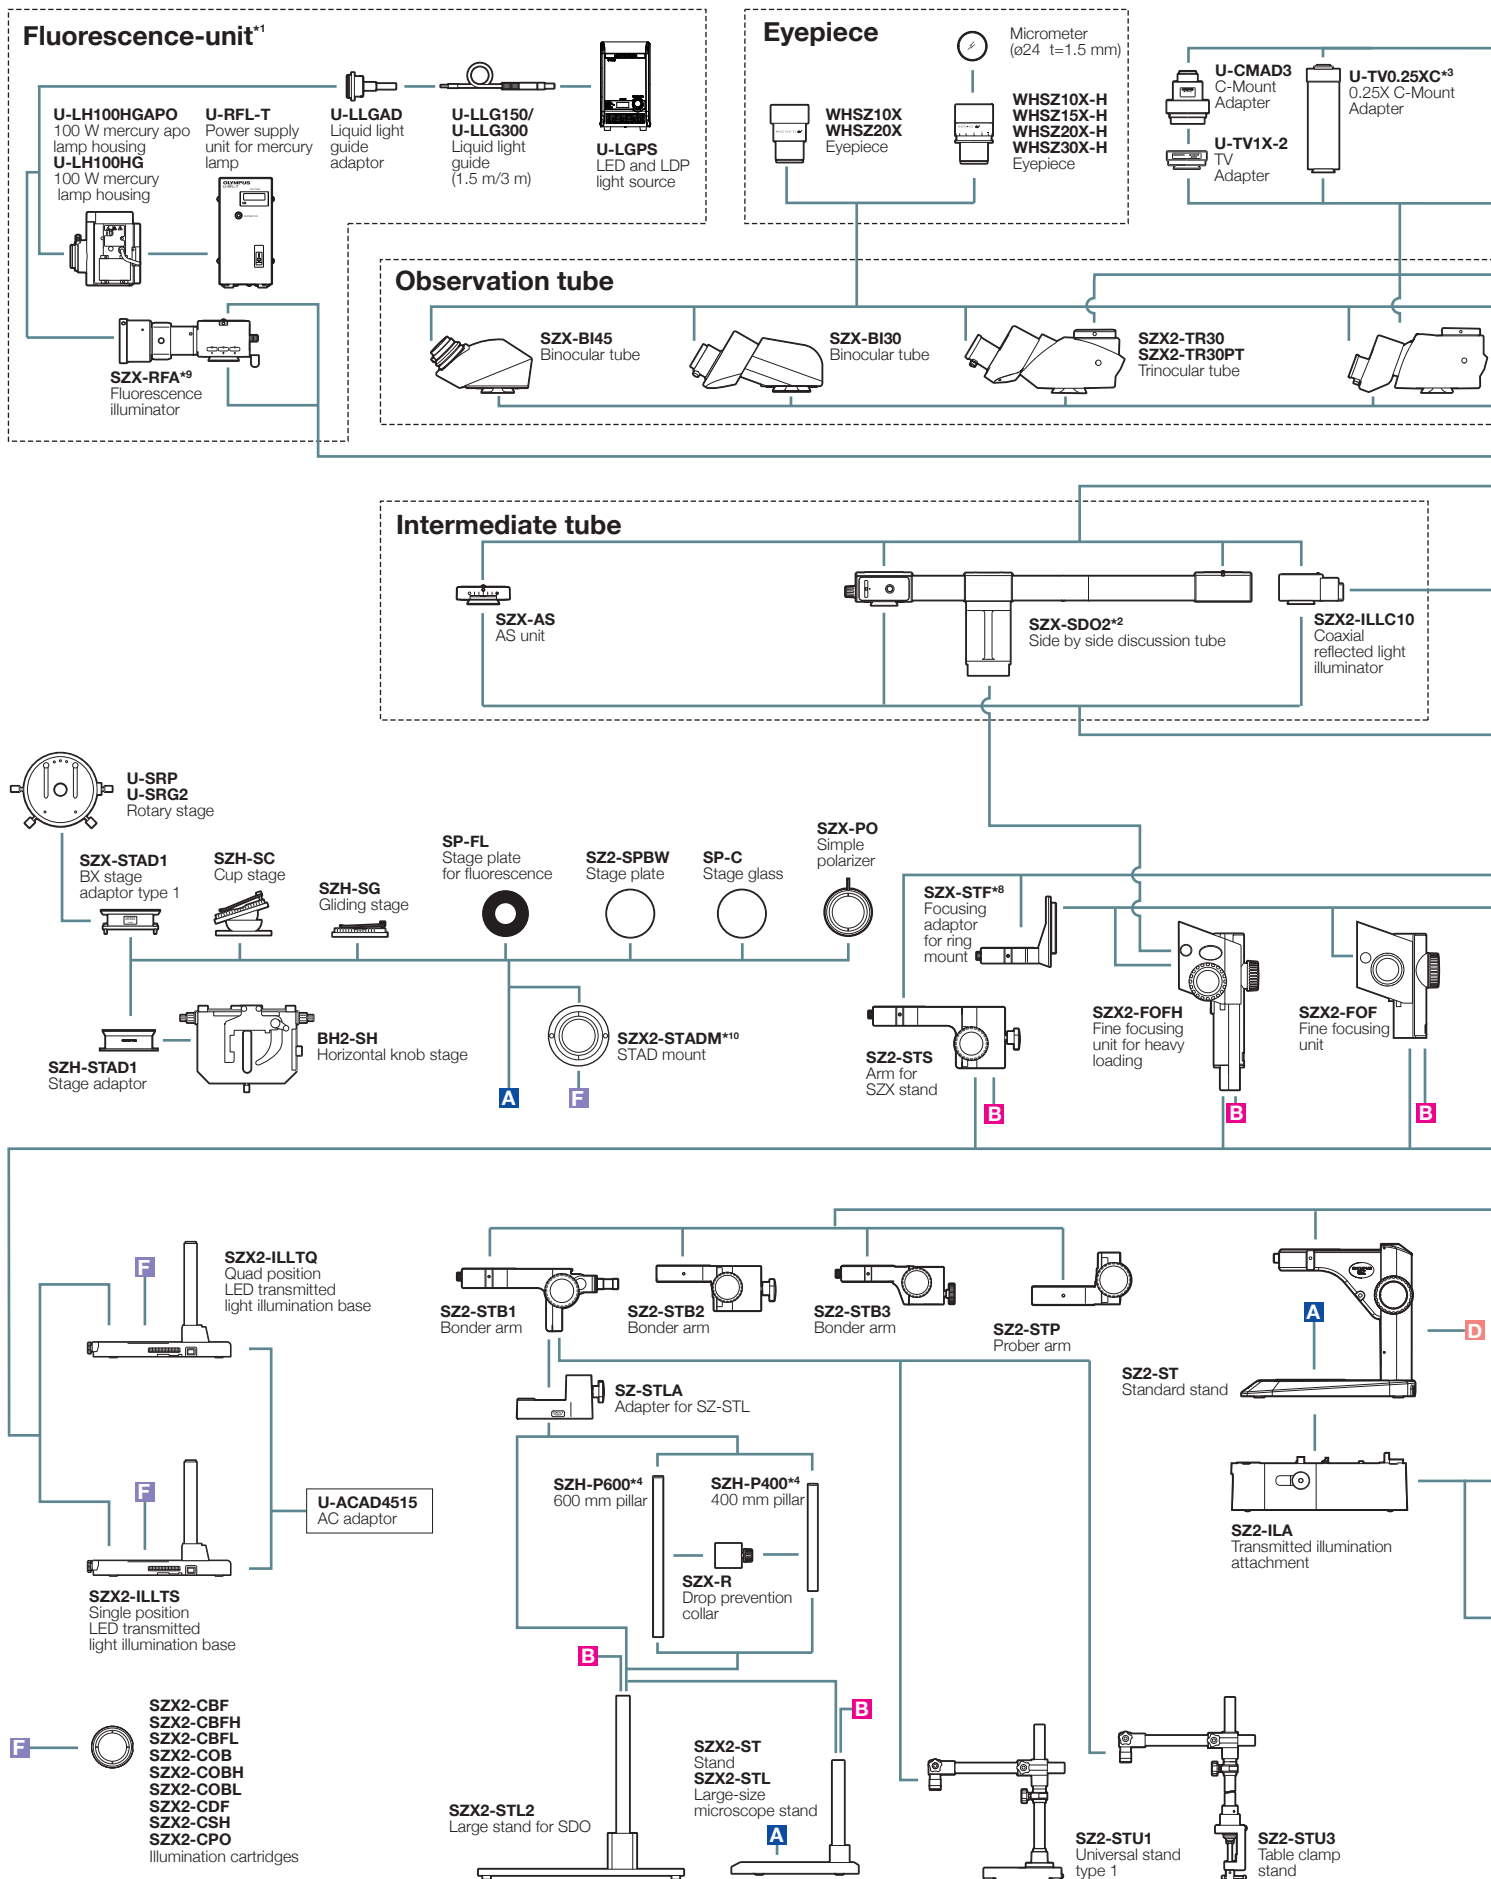 Fluorescence-unit*1
U-LH100HGAPO
100 W mercury apo
lamp housing
U-LH100HG
100 W mercury
lamp housing
U-RFL-T
Power supply
unit for mercury
lamp
OLYMPUS
U-LLGAD
Liquid light
guide
adaptor
U-LLG150/
U-LLG300
Liquid light
guide
(1.5 m/3 m)
U-LGPS
LED and LDP
light source
SZX-RFA*9
Fluorescence
illuminator
Eyepiece
Micrometer
(ø24 t=1.5 mm)
WHSZ10X
WHSZ20X
Eyepiece
WHSZ10X-H
WHSZ15X-H
WHSZ20X-H
WHSZ30X-H
Eyepiece
U-CMAD3
C-Mount
Adapter
U-TV1X-2
TV
Adapter
U-TV0.25XC*3
0.25X C-Mount
Adapter
Observation tube
SZX-BI45
Binocular tube
SZX-BI30
Binocular tube
SZX2-TR30
SZX2-TR30PT
Trinocular tube
Intermediate tube
SZX-AS
AS unit
SZX-SDO2*2
Side by side discussion tube
SZX2-ILLC10
Coaxial
reflected light
illuminator
U-SRP
U-SRG2
Rotary stage
SZX-STAD1
BX stage
adaptor type 1
SZH-SC
Cup stage
SZH-SG
Gliding stage
SP-FL
Stage plate
for fluorescence
SZ2-SPBW
Stage plate
SP-C
Stage glass
SZX-PO
Simple
polarizer
SZX-STF*8
Focusing
adaptor
for ring
mount
SZH-STAD1
Stage adaptor
BH2-SH
Horizontal knob stage
SZX2-STADM*10
STAD mount
A
F
SZ2-STS
Arm for
SZX stand
B
SZX2-FOFH
Fine focusing
unit for heavy
loading
B
SZX2-FOF
Fine focusing
unit
B
F
SZX2-ILLTQ
Quad position
LED transmitted
light illumination base
SZ2-STB1
Bonder arm
SZ2-STB2
Bonder arm
SZ2-STB3
Bonder arm
SZ2-STP
Prober arm
A
D
SZ2-ST
Standard stand
SZ-STLA
Adapter for SZ-STL
F
U-ACAD4515
AC adaptor
SZX2-ILLTS
Single position
LED transmitted
light illumination base
SZH-P600*4
600 mm pillar
SZH-P400*4
400 mm pillar
SZX-R
Drop prevention
collar
SZ2-ILA
Transmitted illumination
attachment
B
B
F
SZX2-CBF
SZX2-CBFH
SZX2-CBFL
SZX2-COB
SZX2-COBH
SZX2-COBL
SZX2-CDF
SZX2-CSH
SZX2-CPO
Illumination cartridges
SZX2-STL2
Large stand for SDO
SZX2-ST
Stand
SZX2-STL
Large-size
microscope stand
A
SZ2-STU1
Universal stand
type 1
SZ2-STU3
Table clamp
stand